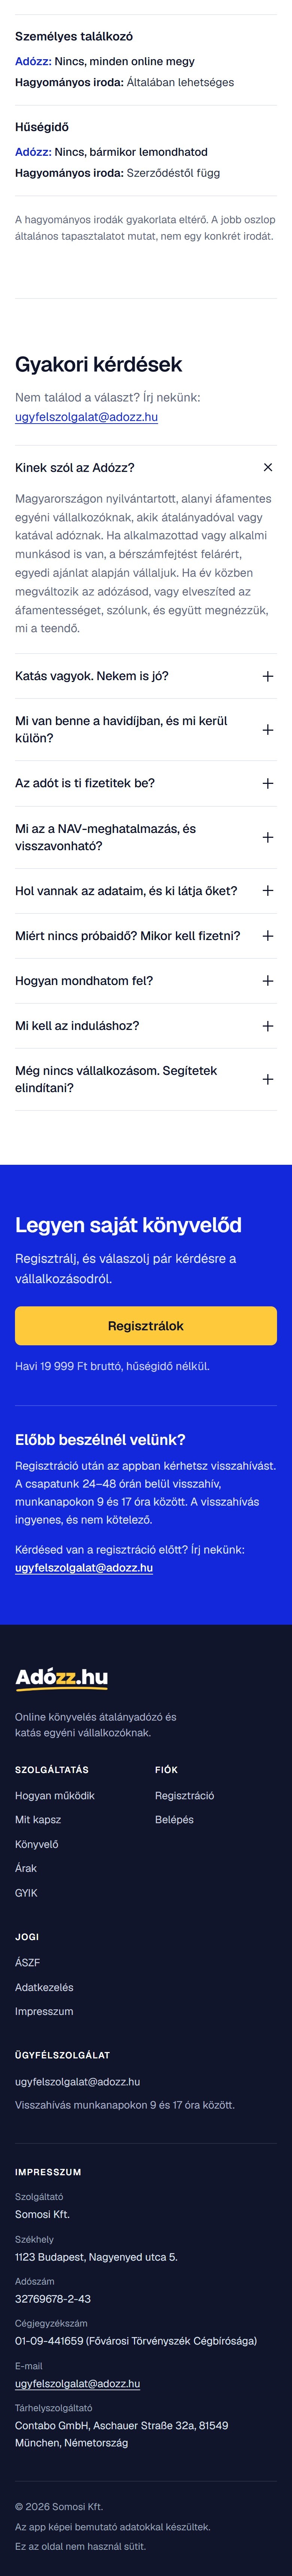 Személyes találkozó
Adózz: Nincs, minden online megy
Hagyományos iroda: Általában lehetséges
Hűségidő
Adózz: Nincs, bármikor lemondhatod
Hagyományos iroda: Szerződéstől függ
A hagyományos irodák gyakorlata eltérő. A jobb oszlop
általános tapasztalatot mutat, nem egy konkrét irodát.
Gyakori kérdések
Nem találod a választ? Írj nekünk:
ugyfelszolgalat@adozz.hu
Kinek szól az Adózz?
Magyarországon nyilvántartott, alanyi áfamentes
egyéni vállalkozóknak, akik átalányadóval vagy
katával adóznak. Ha alkalmazottad vagy alkalmi
munkásod is van, a bérszámfejtést felárért,
egyedi ajánlat alapján vállaljuk. Ha év közben
megváltozik az adózásod, vagy elveszíted az
áfamentességet, szólunk, és együtt megnézzük,
mi a teendő.
Katás vagyok. Nekem is jó?
Mi van benne a havidíjban, és mi kerül
külön?
Az adót is ti fizetitek be?
Mi az a NAV-meghatalmazás, és
visszavonható?
Hol vannak az adataim, és ki látja őket?
Miért nincs próbaidő? Mikor kell fizetni?
Hogyan mondhatom fel?
Mi kell az induláshoz?
Még nincs vállalkozásom. Segítetek
elindítani?
Legyen saját könyvelőd
Regisztrálj, és válaszolj pár kérdésre a
vállalkozásodról.
Regisztrálok
Havi 19 999 Ft bruttó, hűségidő nélkül.
Előbb beszélnél velünk?
Regisztráció után az appban kérhetsz visszahívást.
A csapatunk 24–48 órán belül visszahív,
munkanapokon 9 és 17 óra között. A visszahívás
ingyenes, és nem kötelező.
Kérdésed van a regisztráció előtt? Írj nekünk:
ugyfelszolgalat@adozz.hu
Adózz.hu
Online könyvelés átalányadózó és
katás egyéni vállalkozóknak.
SZOLGÁLTATÁS
Hogyan működik
Mit kapsz
Könyvelő
Árak
GYIK
FIÓK
Regisztráció
Belépés
JOGI
ÁSZF
Adatkezelés
Impresszum
ÜGYFÉLSZOLGÁLAT
ugyfelszolgalat@adozz.hu
Visszahívás munkanapokon 9 és 17 óra között.
IMPRESSZUM
Szolgáltató
Somosi Kft.
Székhely
1123 Budapest, Nagyenyed utca 5.
Adószám
32769678-2-43
Cégjegyzékszám
01-09-441659 (Fővárosi Törvényszék Cégbírósága)
E-mail
ugyfelszolgalat@adozz.hu
Tárhelyszolgáltató
Contabo GmbH, Aschauer Straße 32a, 81549
München, Németország
© 2026 Somosi Kft.
Az app képei bemutató adatokkal készültek.
Ez az oldal nem használ sütit.